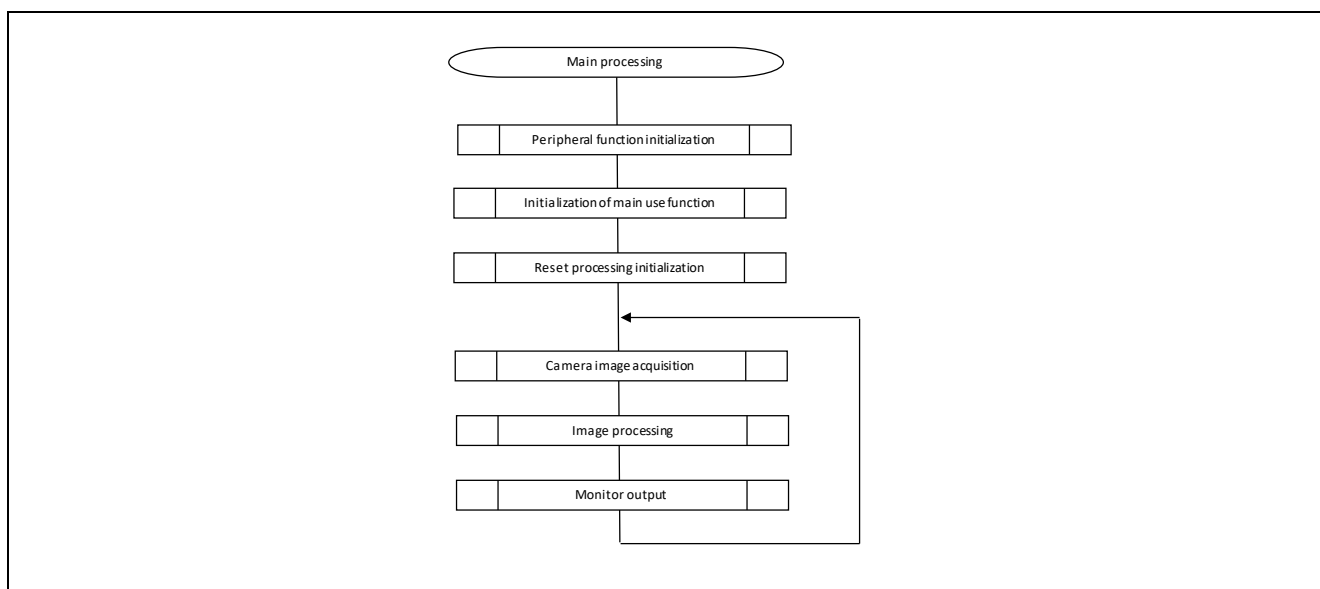 Main processing
Peripheral function initialization
Initialization of main use function
Reset processing initialization
Camera image acquisition
Image processing
Monitor output